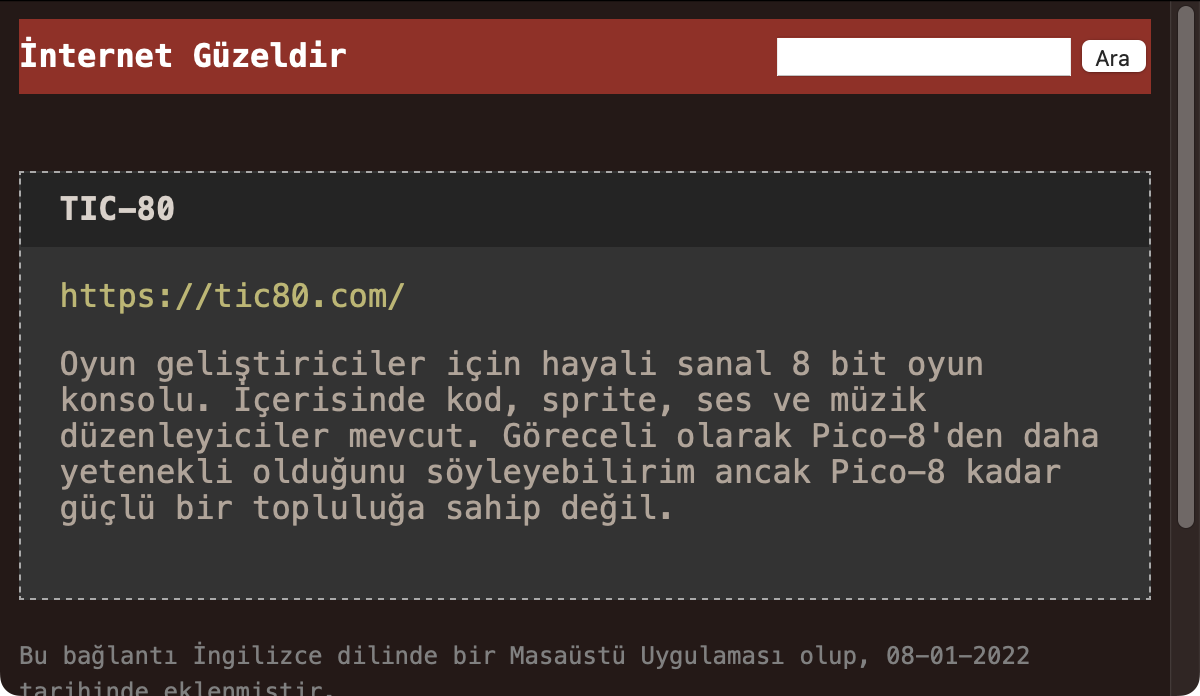 İnternet Güzeldir
Ara
TIC-80
https://tic80.com/
Oyun geliştiriciler için hayali sanal 8 bit oyun
konsolu. İçerisinde kod, sprite, ses ve müzik
düzenleyiciler mevcut. Göreceli olarak Pico-8'den daha
yetenekli olduğunu söyleyebilirim ancak Pico-8 kadar
güçlü bir topluluğa sahip değil.
Bu bağlantı İngilizce dilinde bir Masaüstü Uygulaması olup, 08-01-2022
tarihinde eklenmiştir.